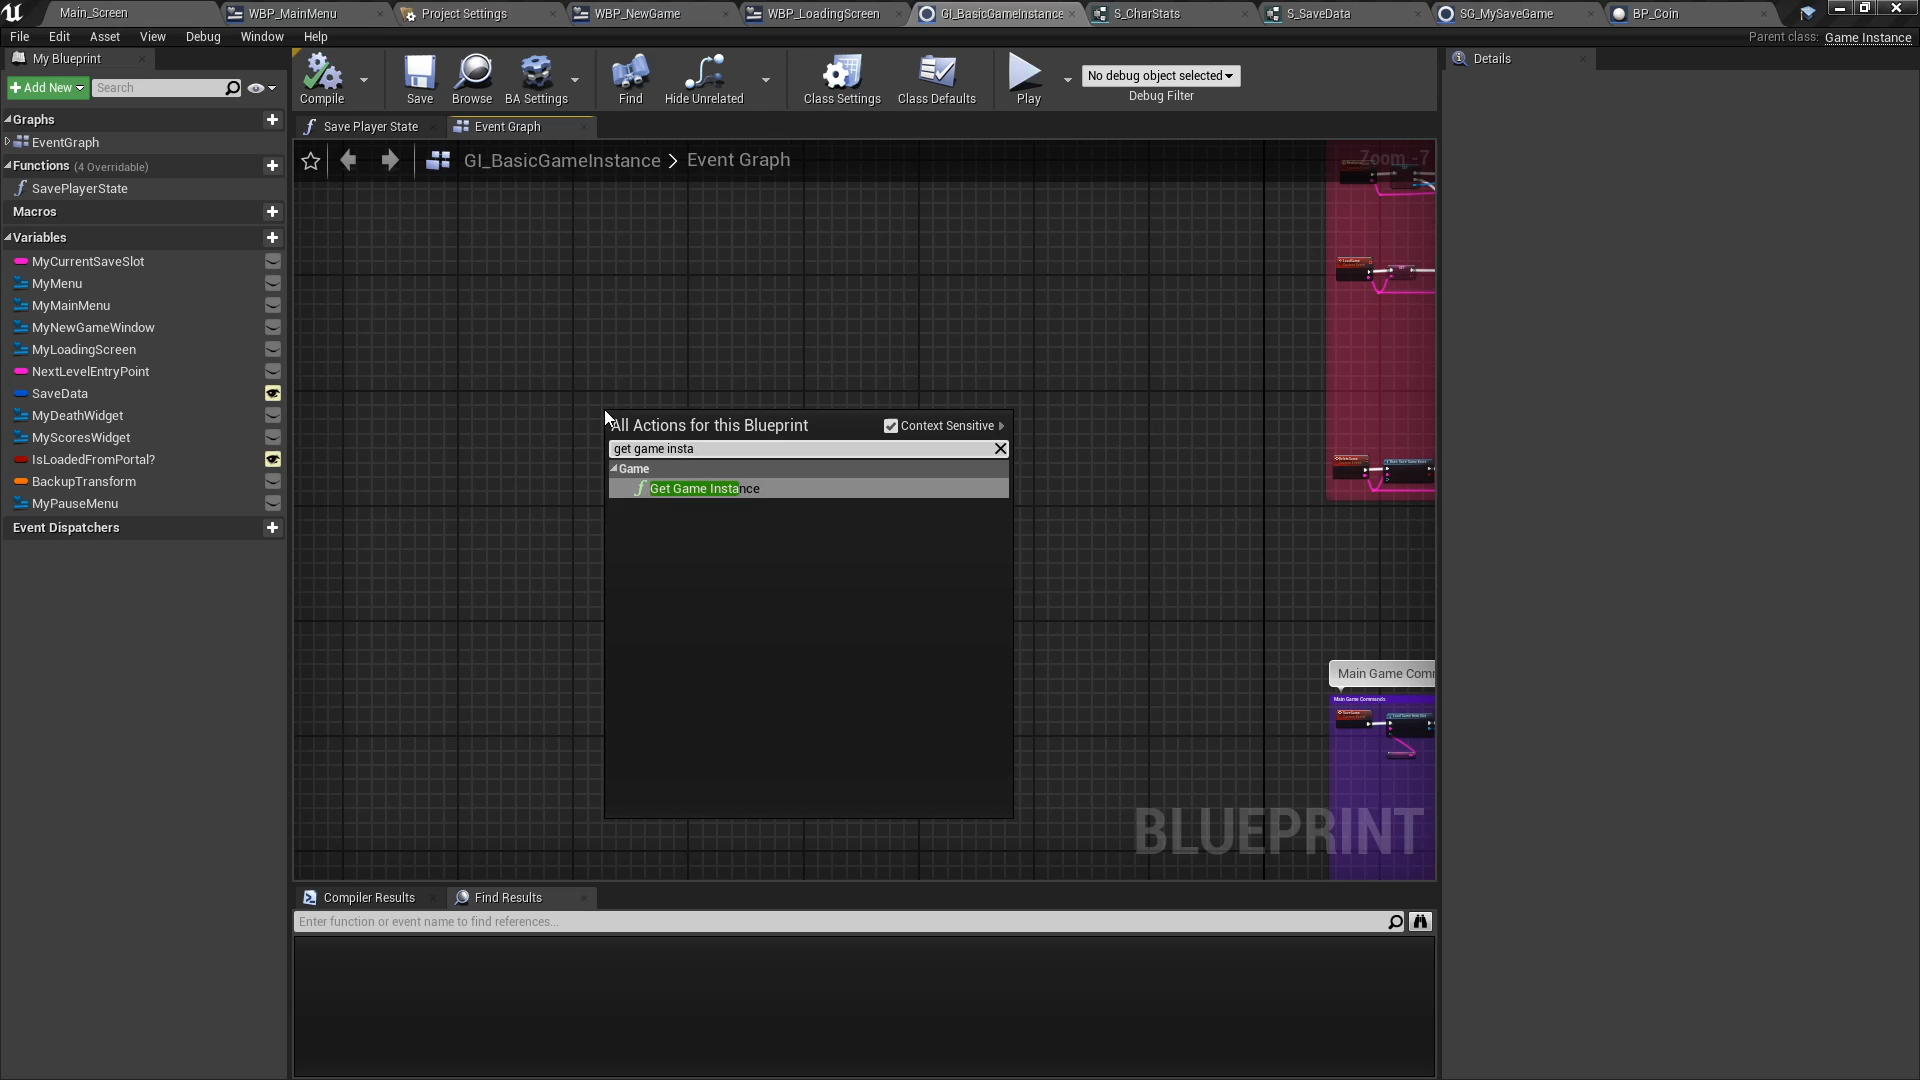 Main_Screen
WBP_MainMenu
Project Settings
WBP_NewGame
WBP_LoadingScreen
GI_BasicGameInstance
S_CharStats
S_SaveData
SG_MySaveGame
BP_Coin
File Edit Asset View Debug Window Help
Parent class: Game Instance
My Blueprint
+Add New
Search
Compile
Save
Browse
BA Settings
Find
Hide Unrelated
Class Settings
Class Defaults
Play
No debug object selected
Debug Filter
Details
Graphs
EventGraph
Functions (4 Overridable)
SavePlayerState
Macros
Variables
MyCurrentSaveSlot
MyMenu
MyMainMenu
MyNewGameWindow
MyLoadingScreen
NextLevelEntryPoint
SaveData
MyDeathWidget
MyScoresWidget
IsLoadedFromPortal?
BackupTransform
MyPauseMenu
Event Dispatchers
Save Player State
Event Graph
GI_BasicGameInstance > Event Graph
Zoom -7
All Actions for this Blueprint
Context Sensitive
get game insta
Game
Get Game Instance
Main Game Comm
Main Game Commands
BLUEPRINT
Compiler Results
Find Results
Enter function or event name to find references...